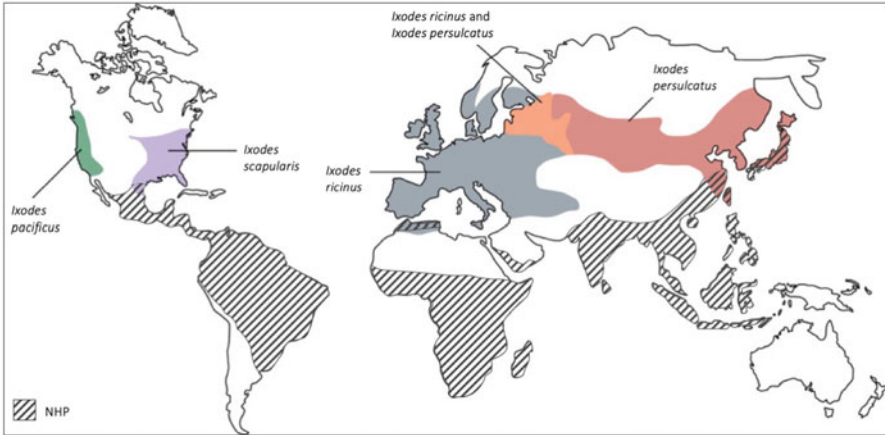 Ixodes ricinus and
Ixodes persulcatus
Ixodes
persulcatus
Ixodes
scapularis
Ixodes
ricinus
Ixodes
pacificus
NHP